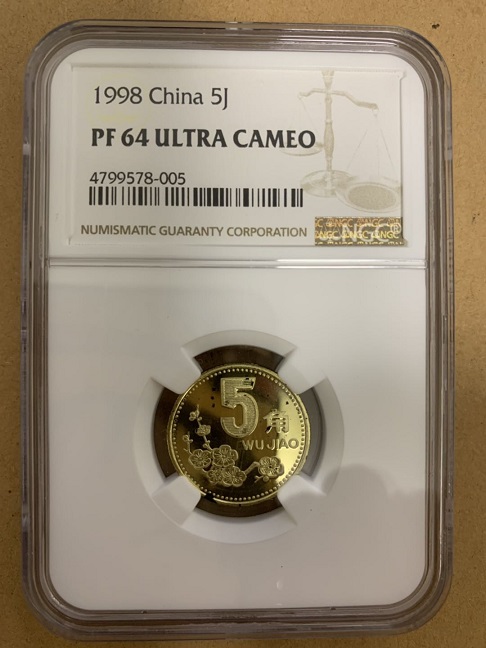 1998 China 5J
PF 64 ULTRA CAMEO
4799578-005
NUMISMATIC GUARANTY CORPORATION
NGC
5角
WU JIAO